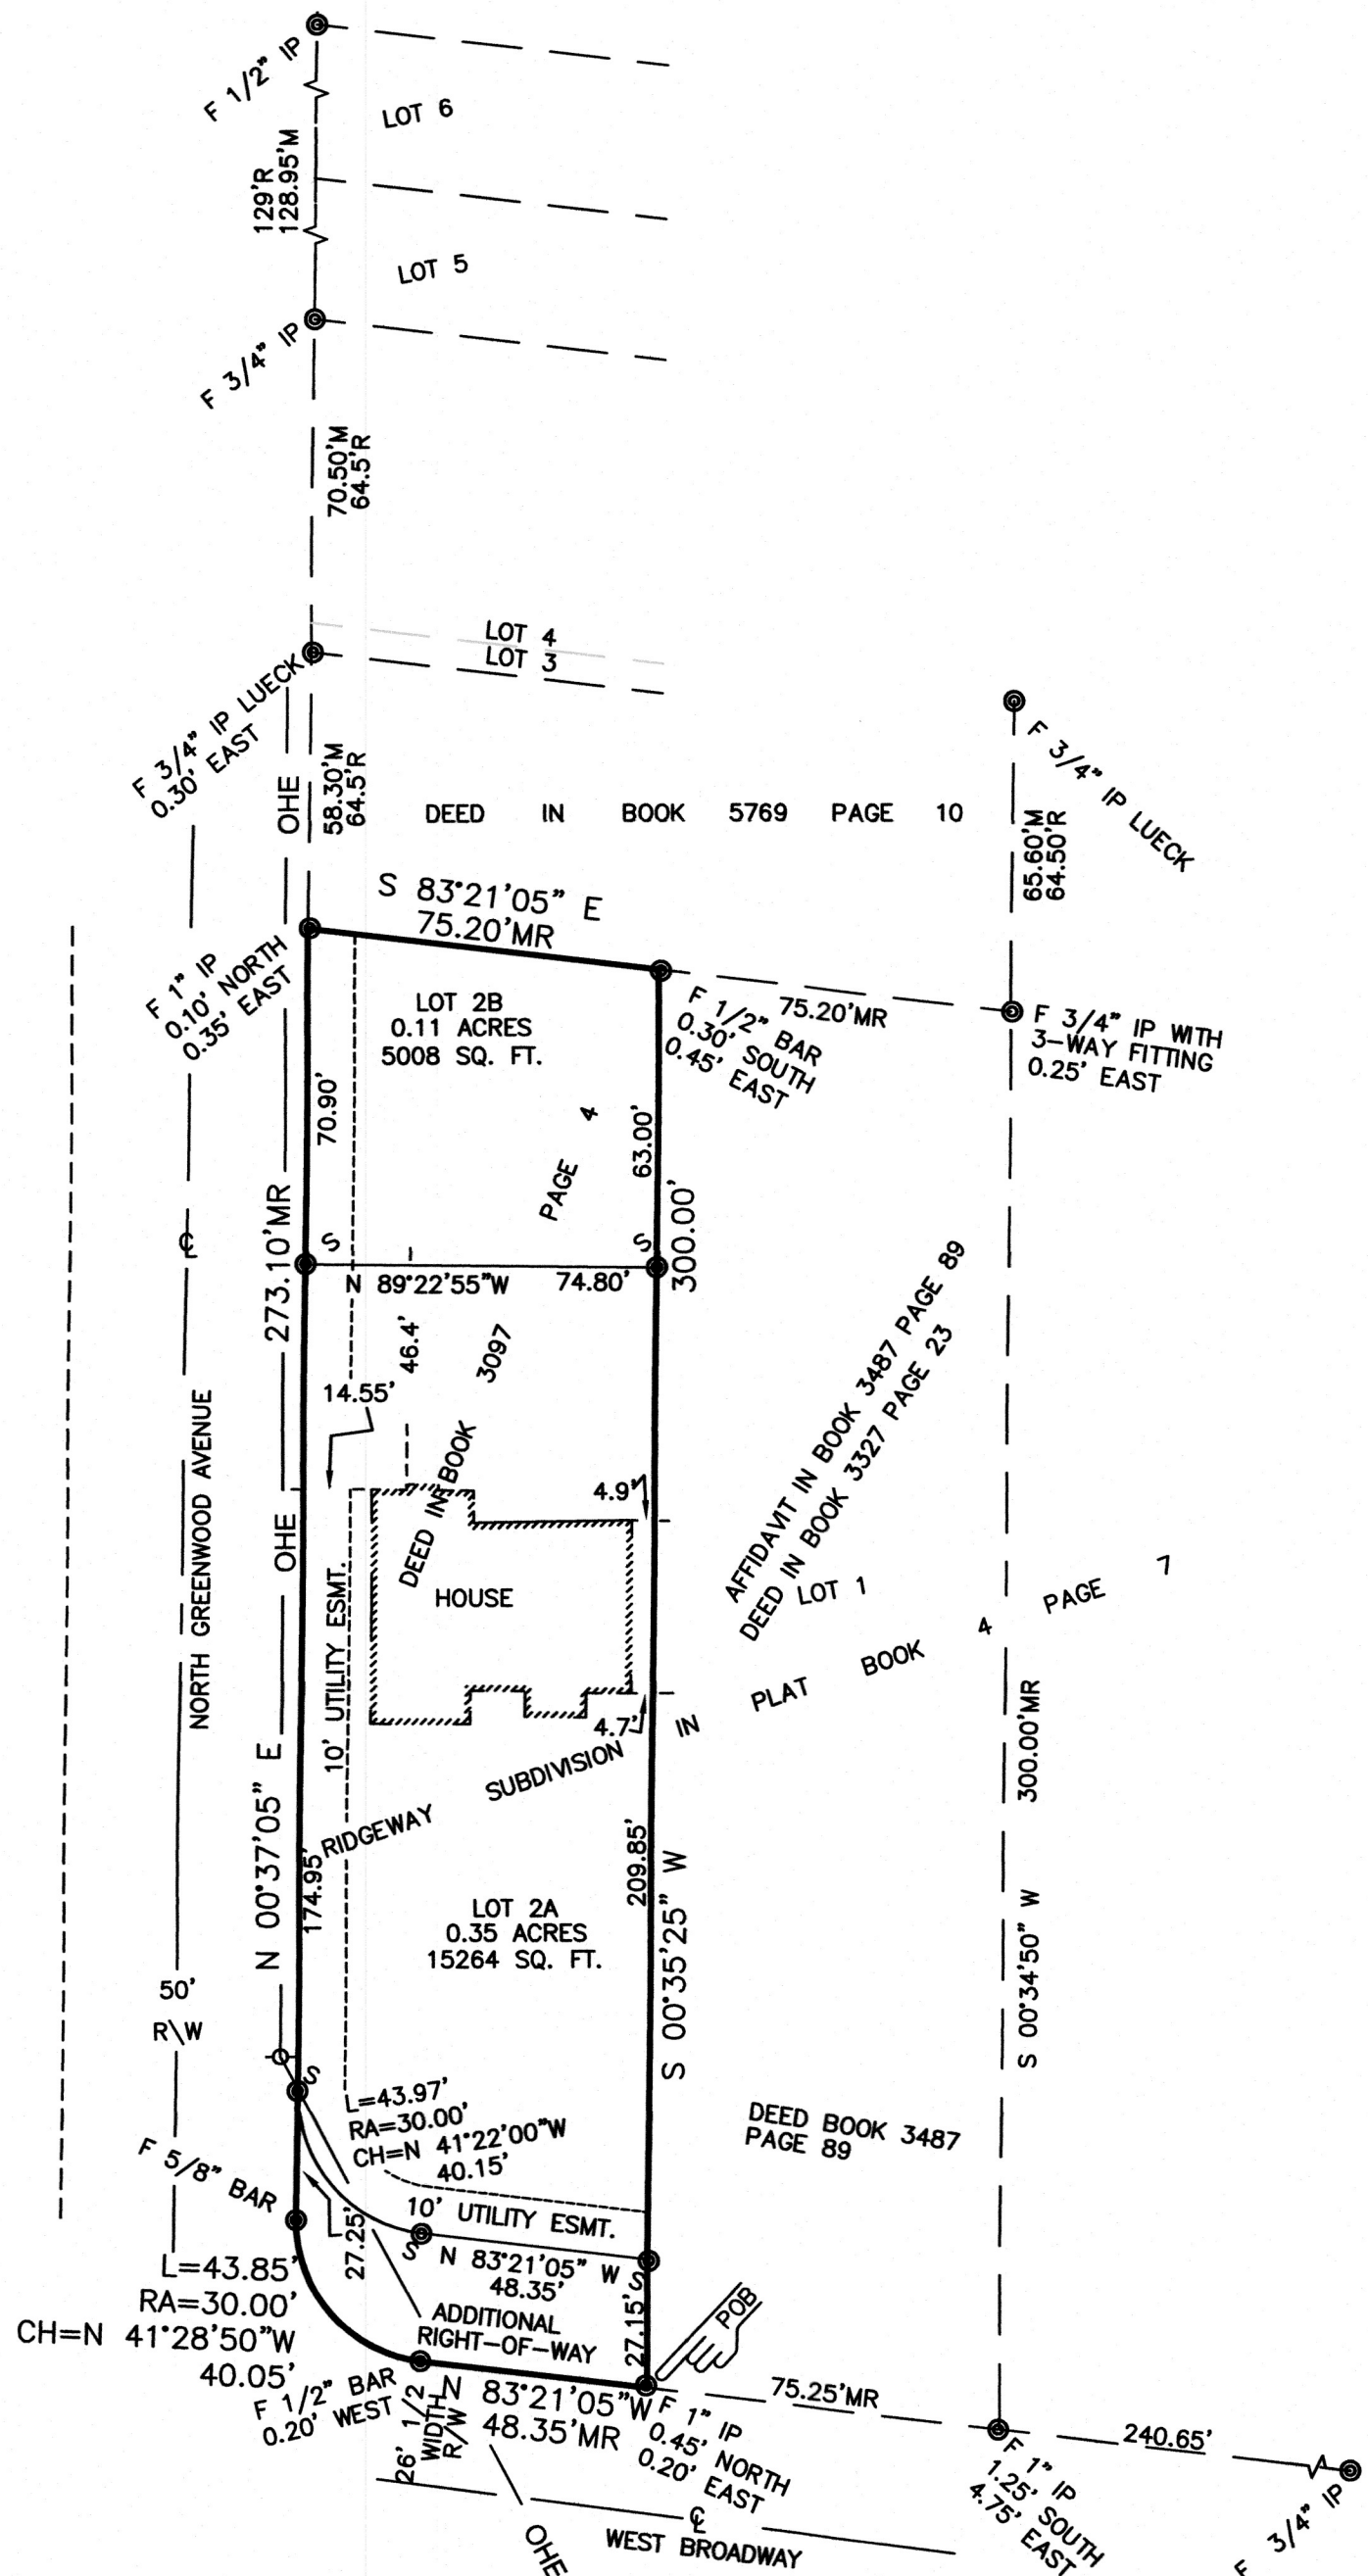 F 1/2" IP
LOT 6
129'R
128.95'M
LOT 5
F 3/4" IP
70.50'M
64.5'R
LOT 4
LOT 3
F 3/4" IP LUECK
0.30' EAST
F 3/4" IP LUECK
OHE
58.30'M
64.5'R
DEED IN BOOK 5769 PAGE 10
65.60'M
64.50'R
S 83°21'05" E
75.20'MR
F 1" IP
0.10' NORTH
0.35' EAST
LOT 2B
0.11 ACRES
5008 SQ. FT.
F 1/2" BAR
0.30' SOUTH
0.45' EAST
75.20'MR
F 3/4" IP WITH
3-WAY FITTING
0.25' EAST
70.90'
63.00'
273.10'MR
300.00'
℄
S
S
N 89°22'55"W 74.80'
46.4'
14.55'
DEED IN BOOK 3097 PAGE 4
4.9'
AFFIDAVIT IN BOOK 3487 PAGE 89
DEED IN BOOK 3327 PAGE 23
NORTH GREENWOOD AVENUE
OHE
10' UTILITY ESMT.
HOUSE
LOT 1
4.7'
RIDGEWAY SUBDIVISION IN PLAT BOOK 4 PAGE 7
300.00'MR
N 00°37'05" E
174.95'
209.85'
S 00°35'25" W
LOT 2A
0.35 ACRES
15264 SQ. FT.
S 00°34'50" W
50'
R\W
S
L=43.97'
RA=30.00'
CH=N 41°22'00"W
40.15'
DEED BOOK 3487
PAGE 89
F 5/8" BAR
10' UTILITY ESMT.
27.25'
S
N 83°21'05" W
48.35'
S
L=43.85'
RA=30.00'
CH=N 41°28'50"W
40.05'
ADDITIONAL
RIGHT-OF-WAY
27.15'
POB
F 1/2" BAR
0.20' WEST
N 83°21'05"W
48.35'MR
26' 1/2
WIDTH
R/W
F 1" IP
0.45' NORTH
0.20' EAST
75.25'MR
240.65'
F 1" IP
1.25' SOUTH
4.75' EAST
F 3/4" IP
℄
WEST BROADWAY
OHE